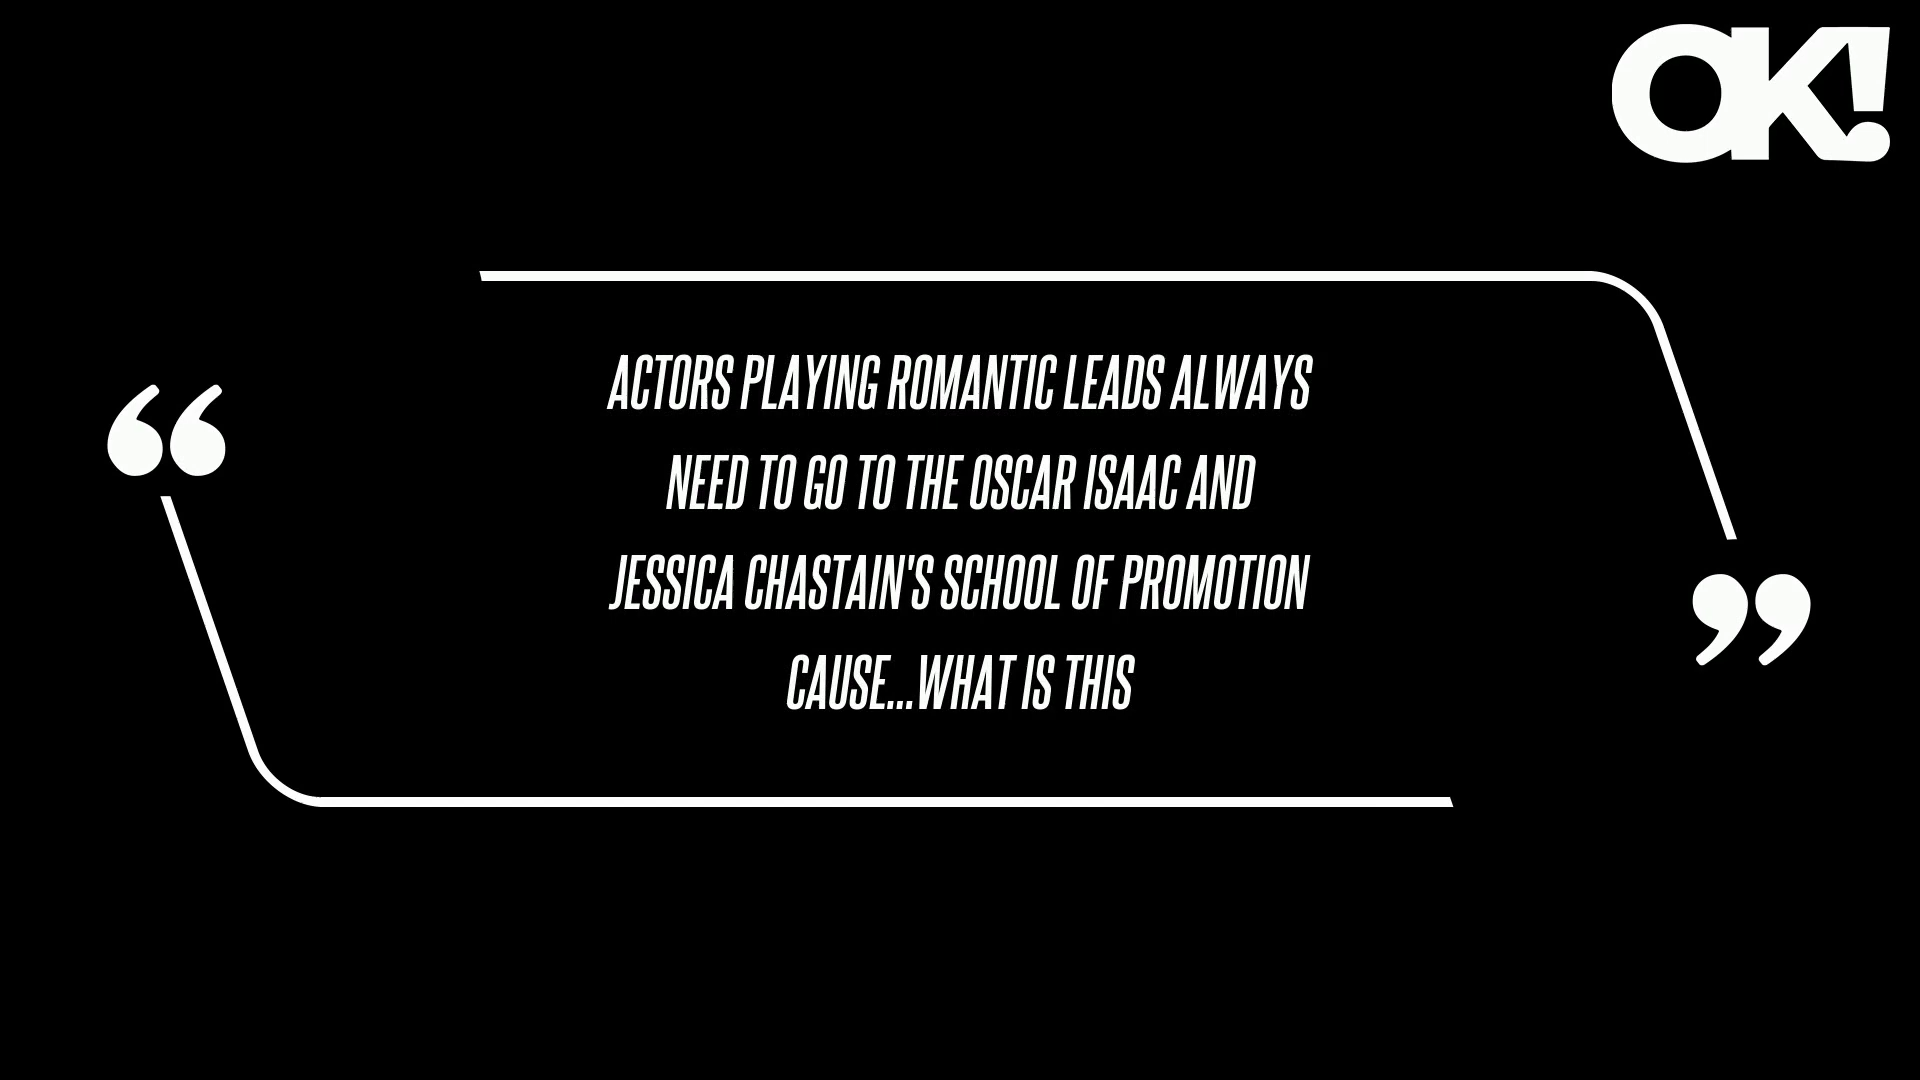 OK!
“
ACTORS PLAYING ROMANTIC LEADS ALWAYS
NEED TO GO TO THE OSCAR ISAAC AND
JESSICA CHASTAIN'S SCHOOL OF PROMOTION
CAUSE...WHAT IS THIS
”